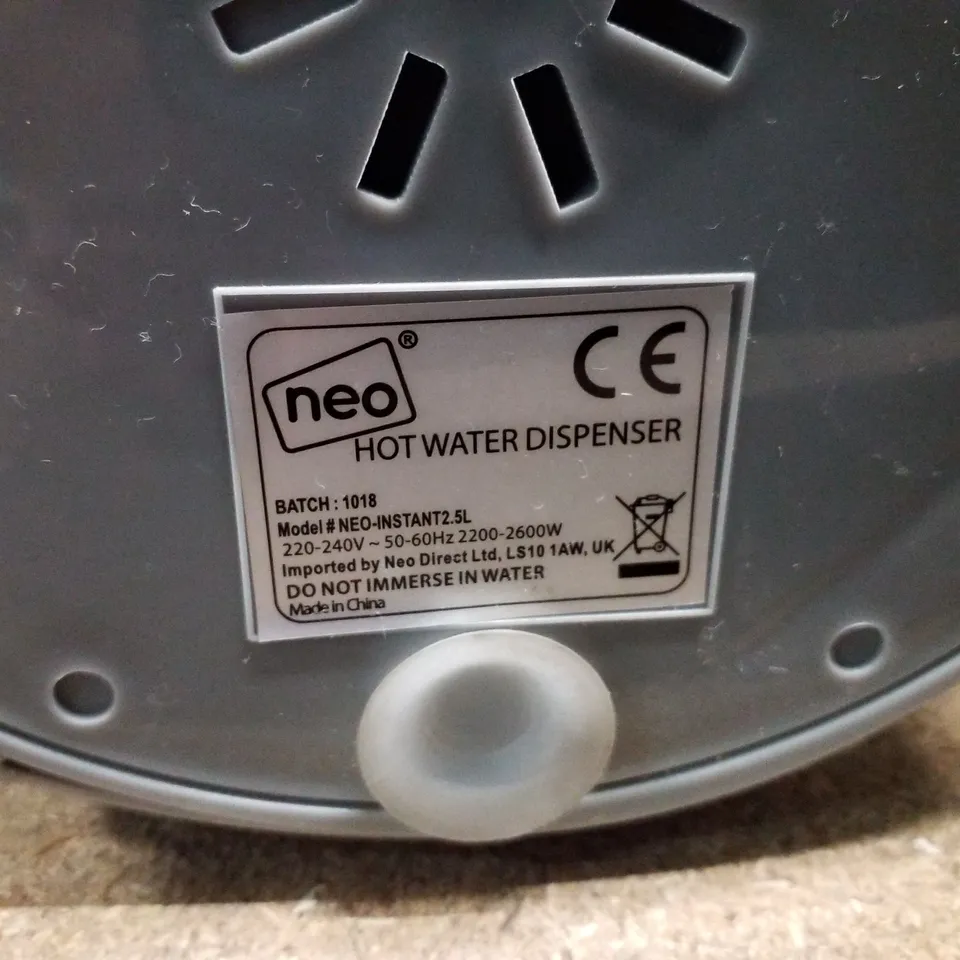 neo®
CE
HOT WATER DISPENSER
BATCH : 1018
Model # NEO-INSTANT2.5L
220-240V ~ 50-60Hz 2200-2600W
Imported by Neo Direct Ltd, LS10 1AW, UK
DO NOT IMMERSE IN WATER
Made in China